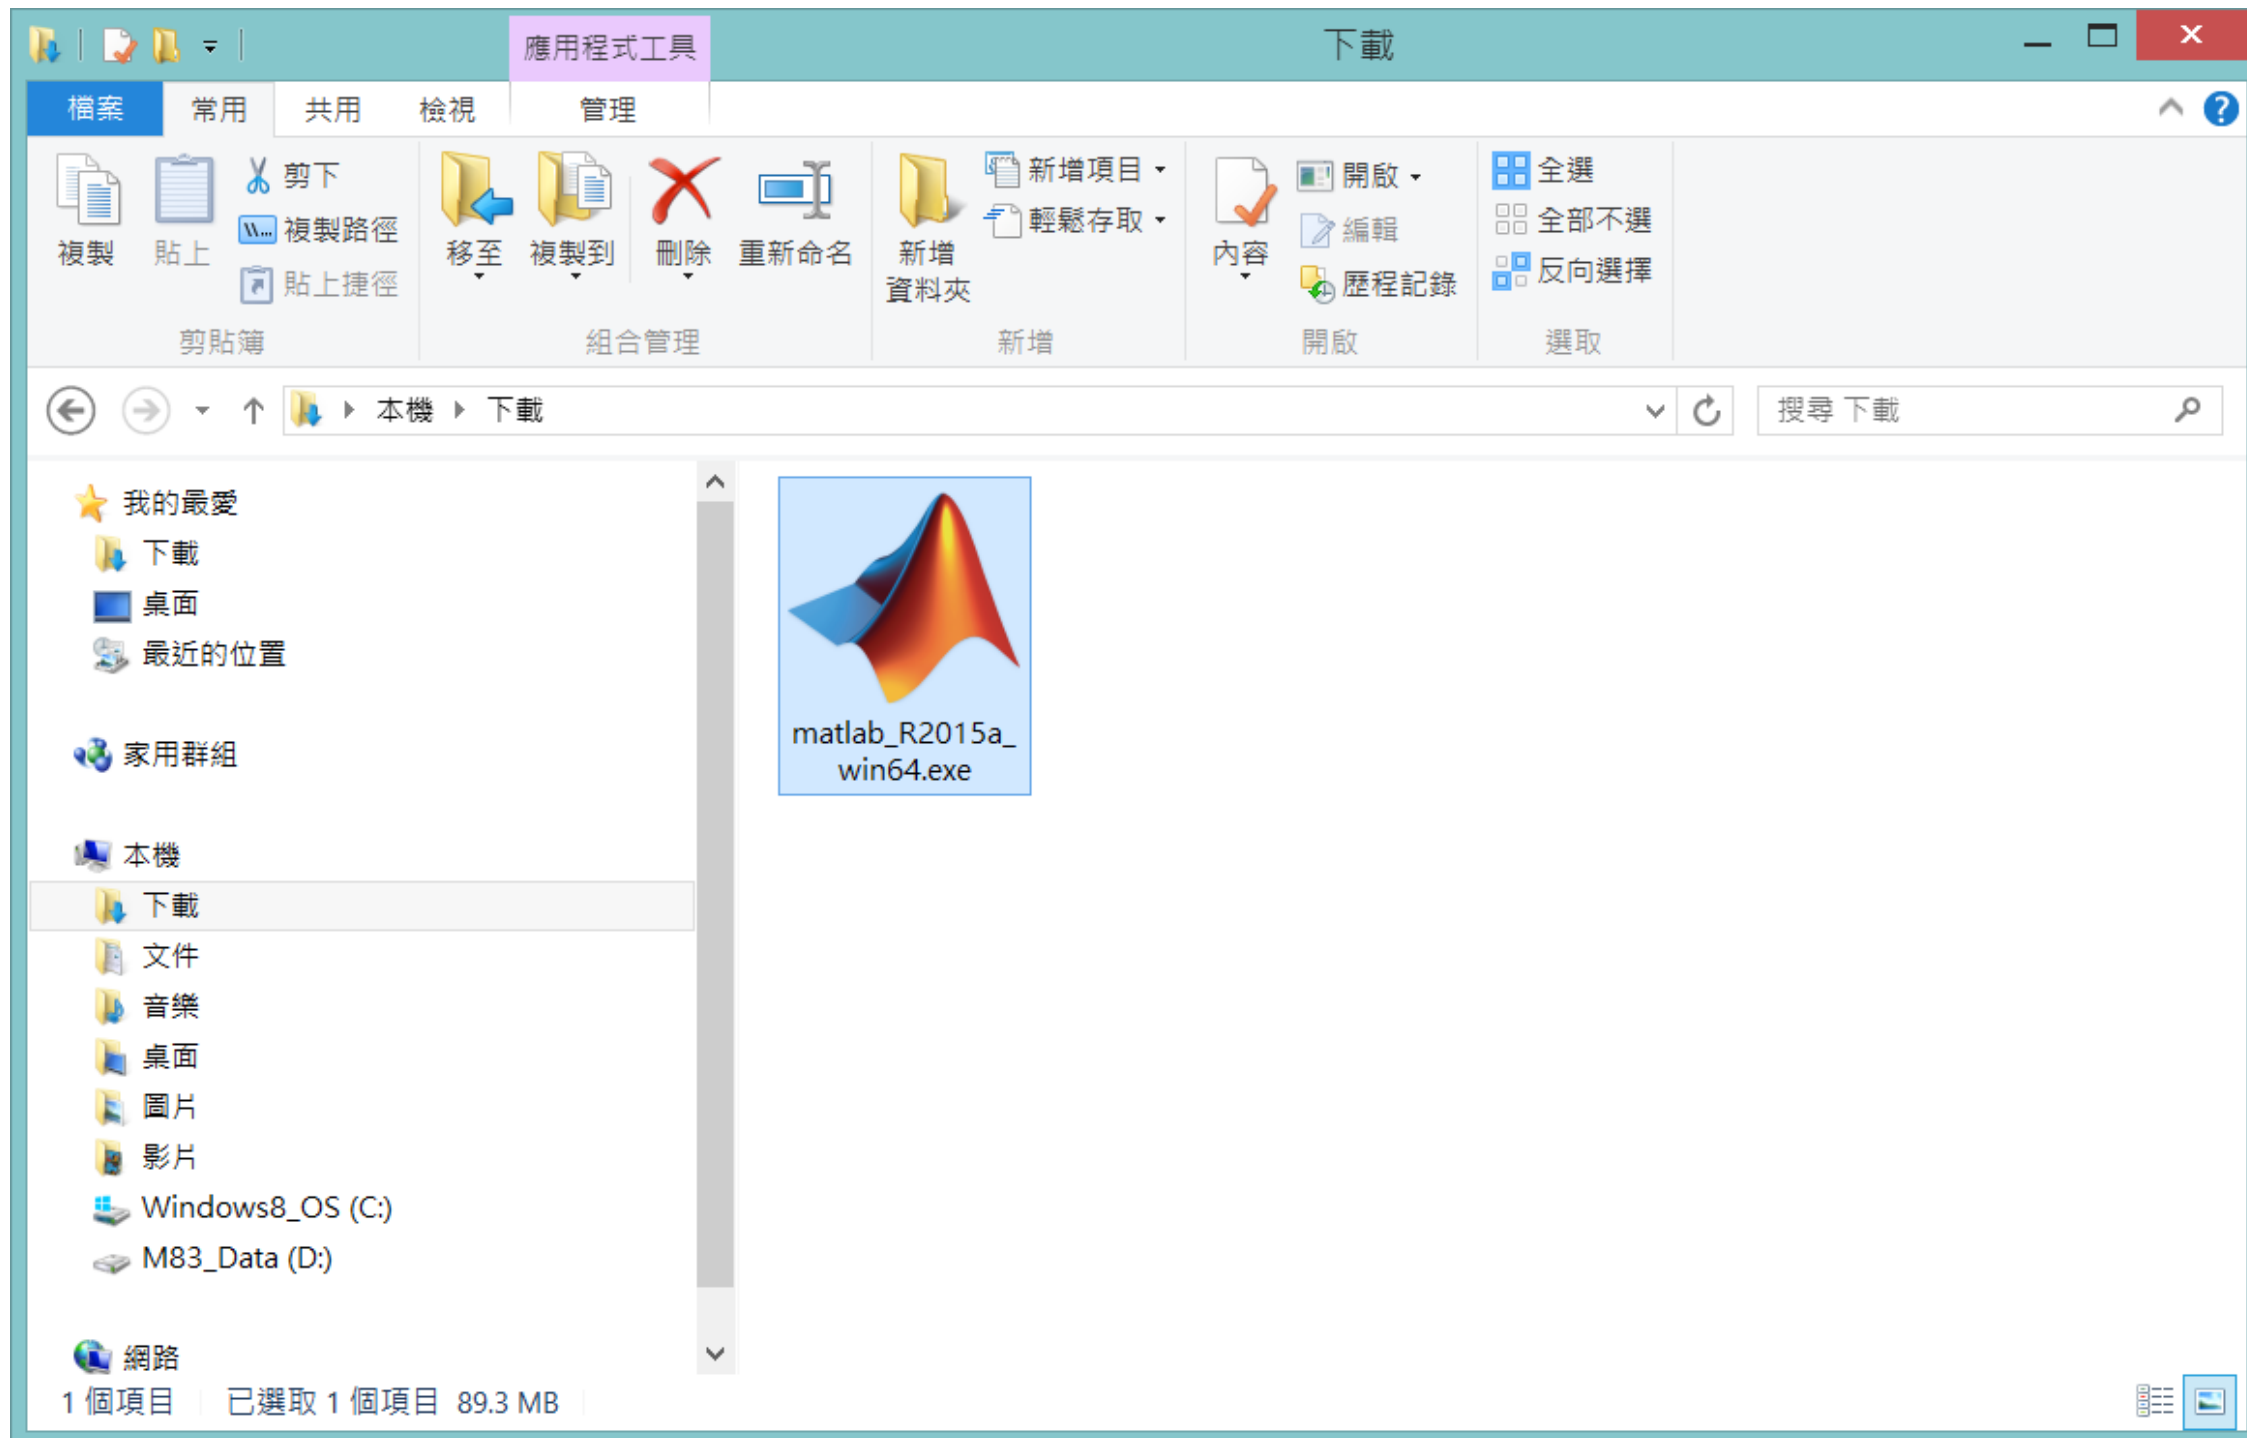 應用程式工具
下載
檔案 常用 共用 檢視 管理
複製
貼上
剪下
複製路徑
貼上捷徑
剪貼簿
移至
複製到
刪除
重新命名
組合管理
新增
資料夾
新增項目
輕鬆存取
新增
內容
開啟
編輯
歷程記錄
開啟
全選
全部不選
反向選擇
選取
本機 下載
搜尋 下載
我的最愛
下載
桌面
最近的位置
家用群組
本機
下載
文件
音樂
桌面
圖片
影片
Windows8_OS (C:)
M83_Data (D:)
網路
matlab_R2015a_
win64.exe
1 個項目 已選取 1 個項目 89.3 MB